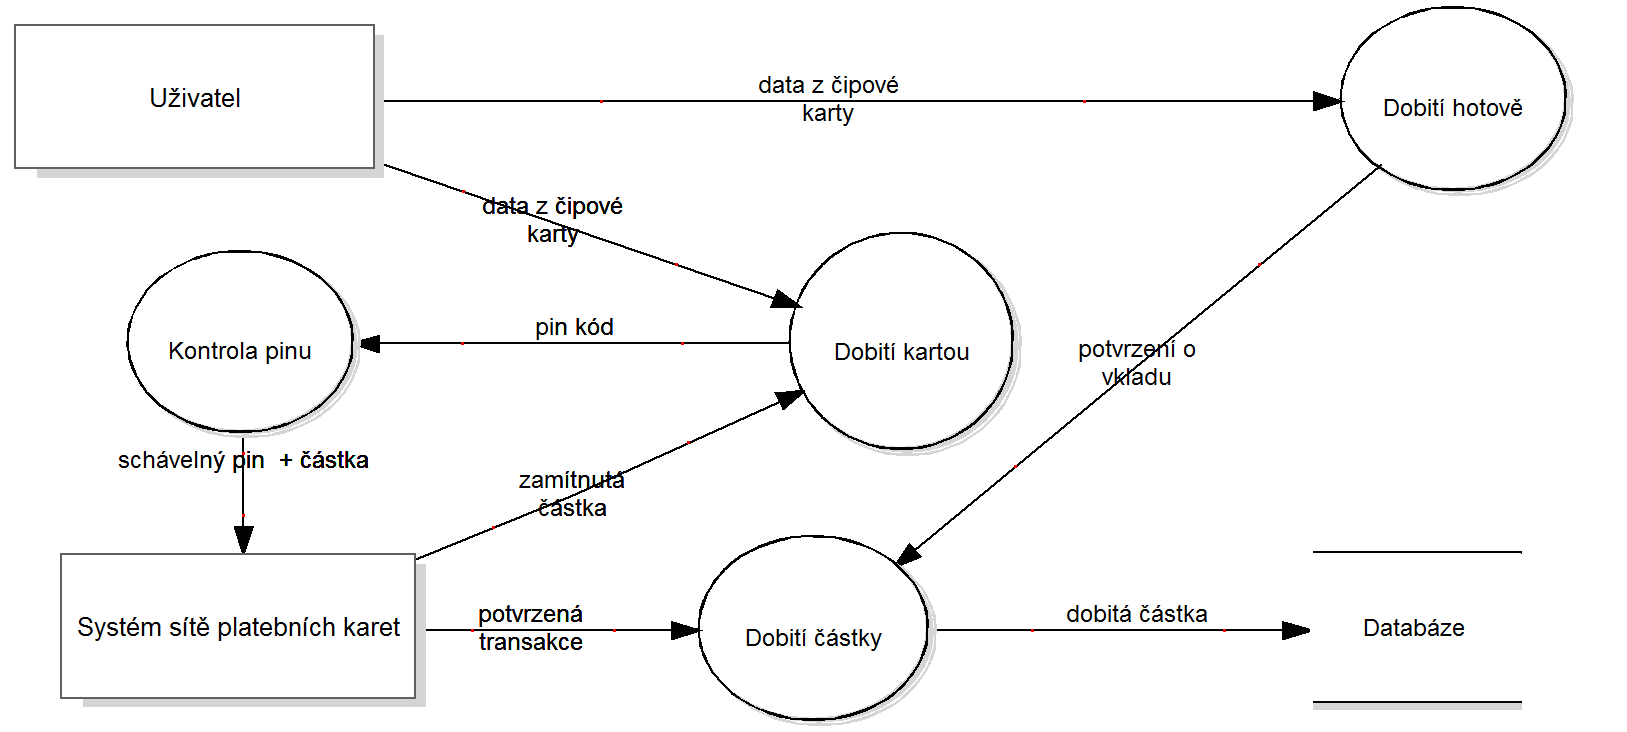 Uživatel
data z čipové
karty
Dobití hotově
data z čipové
karty
pin kód
Kontrola pinu
Dobití kartou
potvrzení o
vkladu
schávelný pin + částka
zamítnutá
částka
Systém sítě platebních karet
potvrzená
transakce
Dobití částky
dobitá částka
Databáze